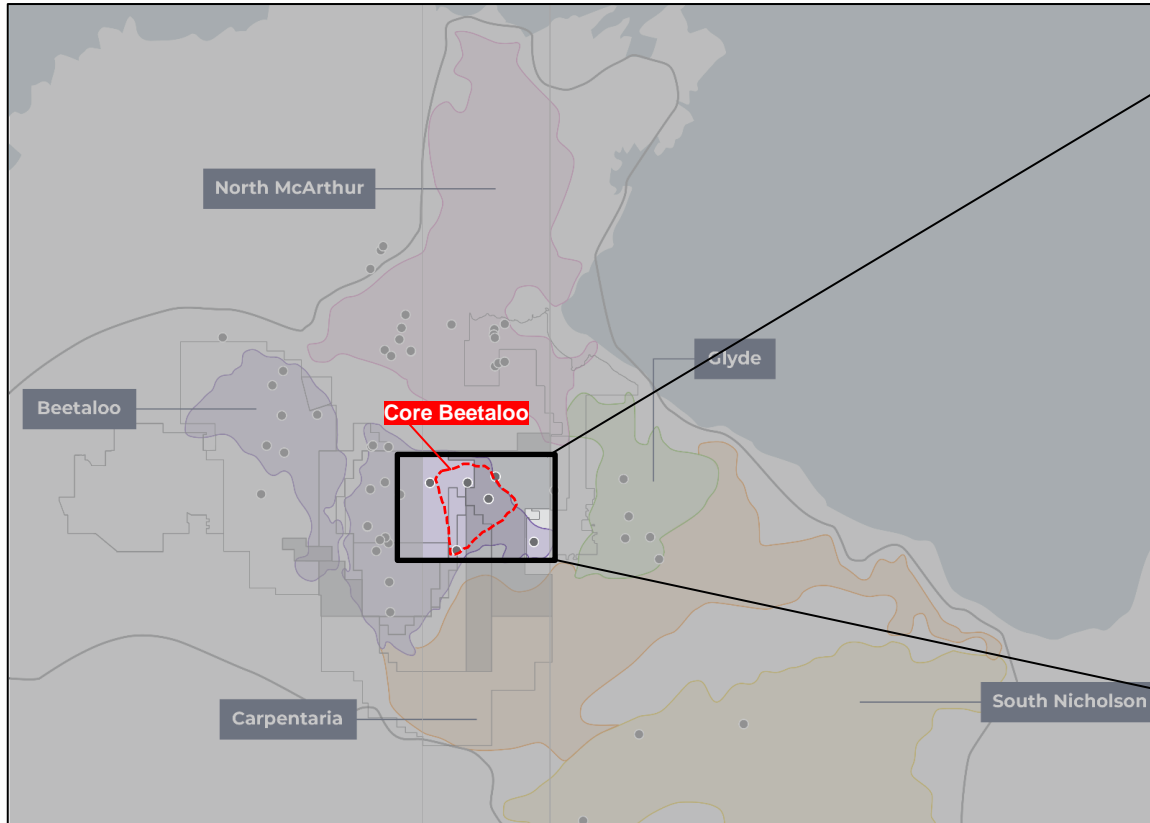 North McArthur
Glyde
Beetaloo
Core Beetaloo
Carpentaria
South Nicholson